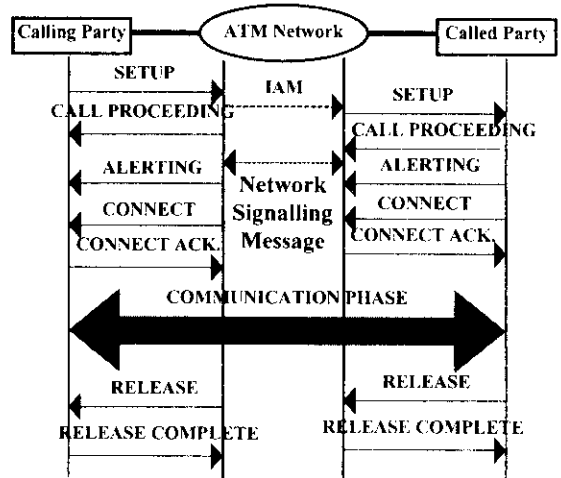 Calling Party
ATM Network
Called Party
SETUP
IAM
SETUP
CALL PROCEEDING
CALL PROCEEDING
ALERTING
ALERTING
Network
Signalling
Message
CONNECT
CONNECT
CONNECT ACK.
CONNECT ACK.
COMMUNICATION PHASE
RELEASE
RELEASE
RELEASE COMPLETE
RELEASE COMPLETE